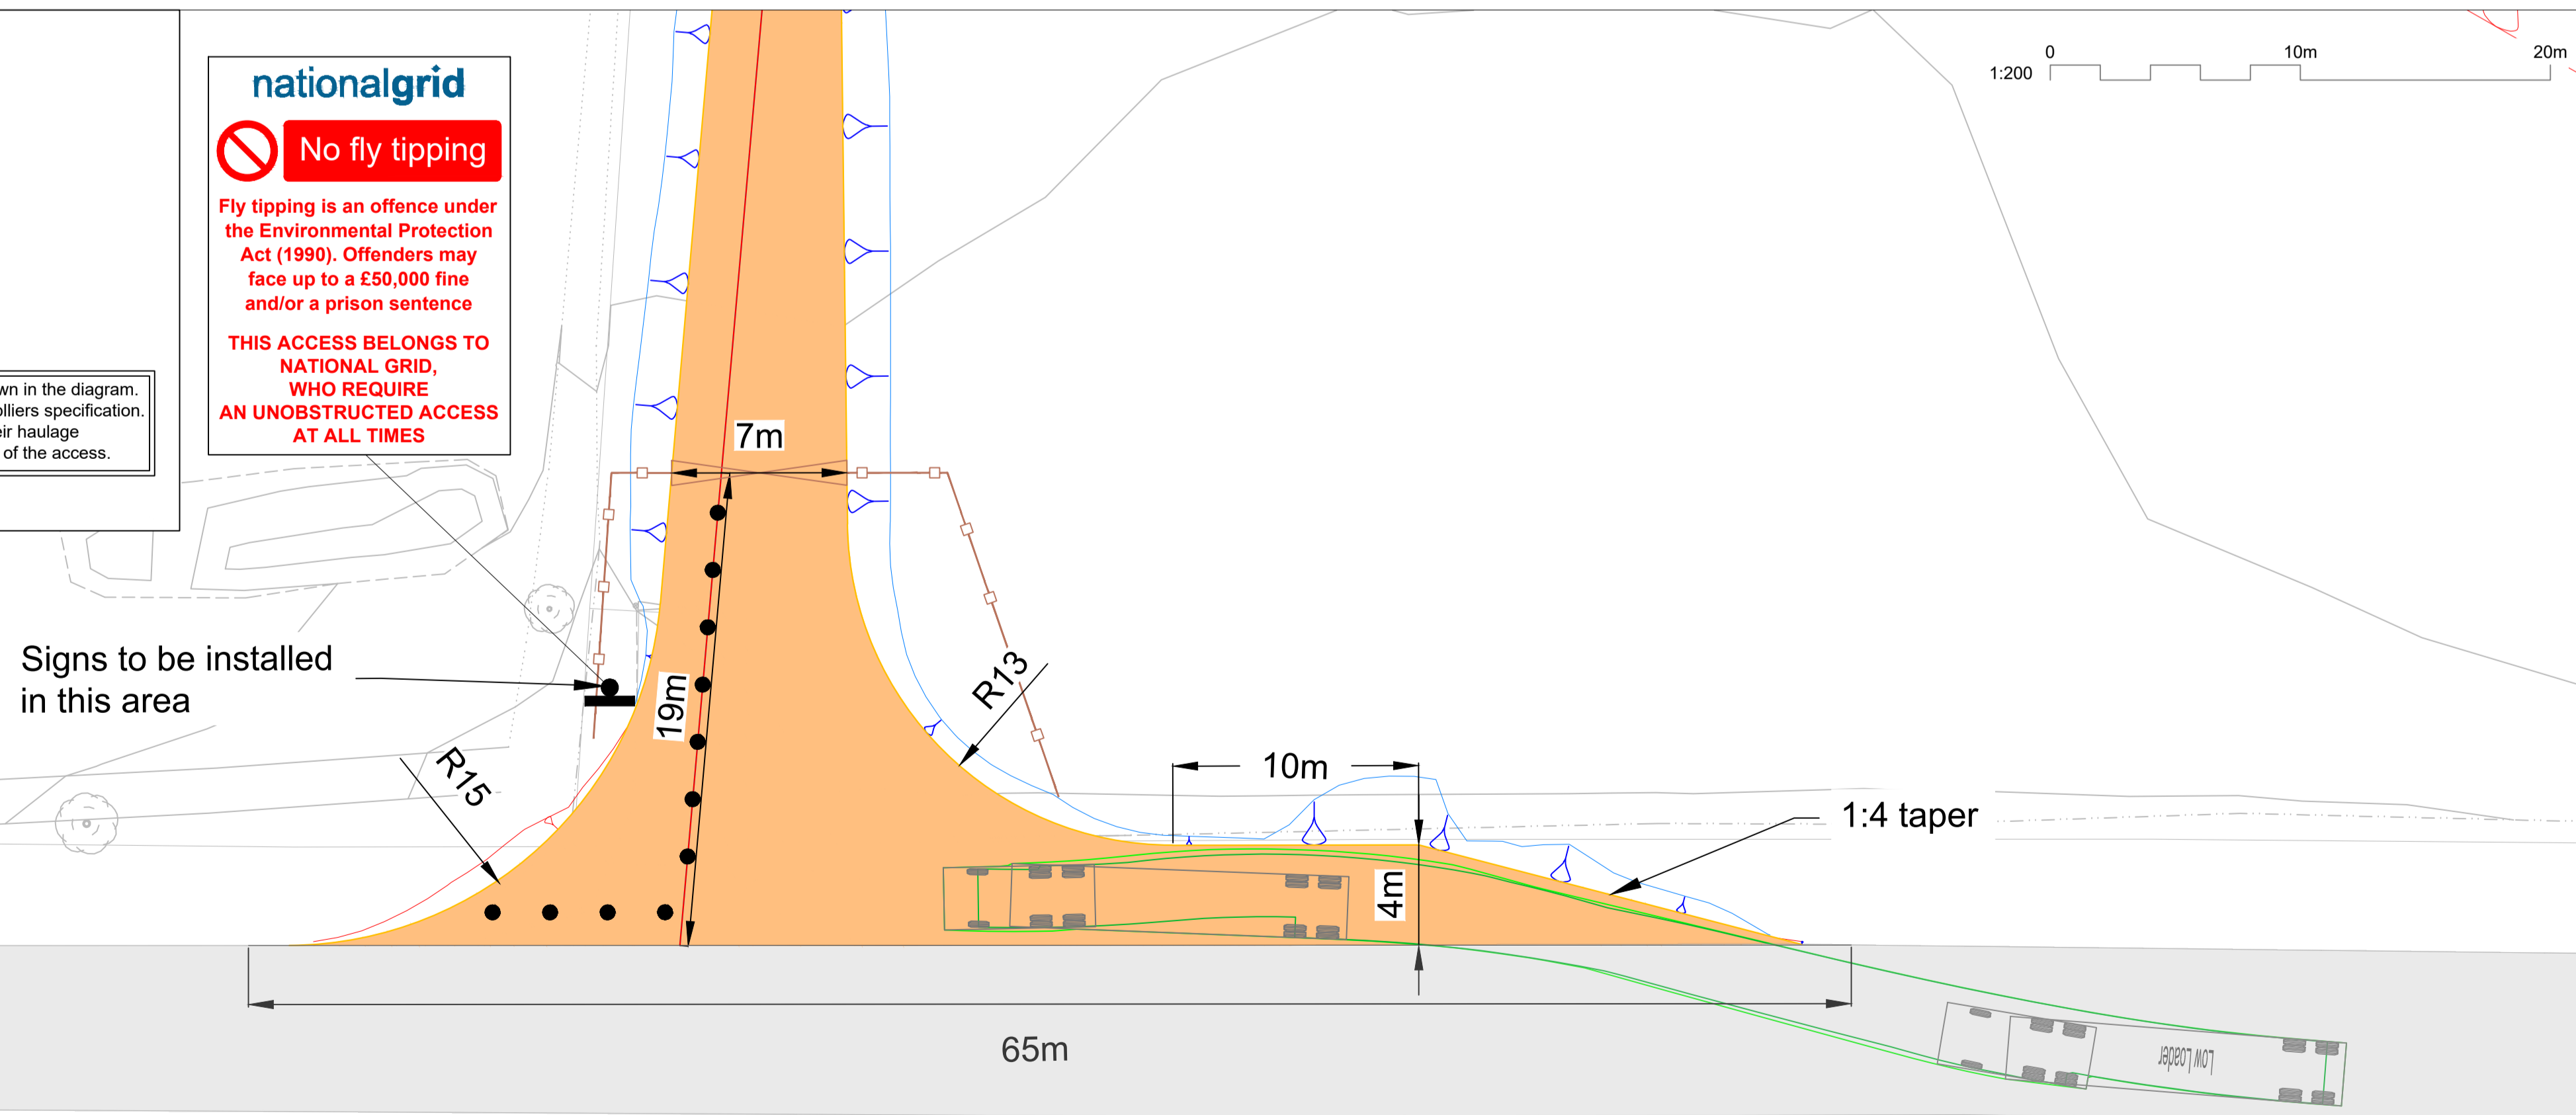 nationalgrid
No fly tipping
Fly tipping is an offence under
the Environmental Protection
Act (1990). Offenders may
face up to a £50,000 fine
and/or a prison sentence
THIS ACCESS BELONGS TO
NATIONAL GRID,
WHO REQUIRE
AN UNOBSTRUCTED ACCESS
AT ALL TIMES
0
10m
20m
1:200
wn in the diagram.
olliers specification.
eir haulage
of the access.
7m
Signs to be installed
in this area
19m
R13
R15
10m
1:4 taper
4m
65m
Low Loader